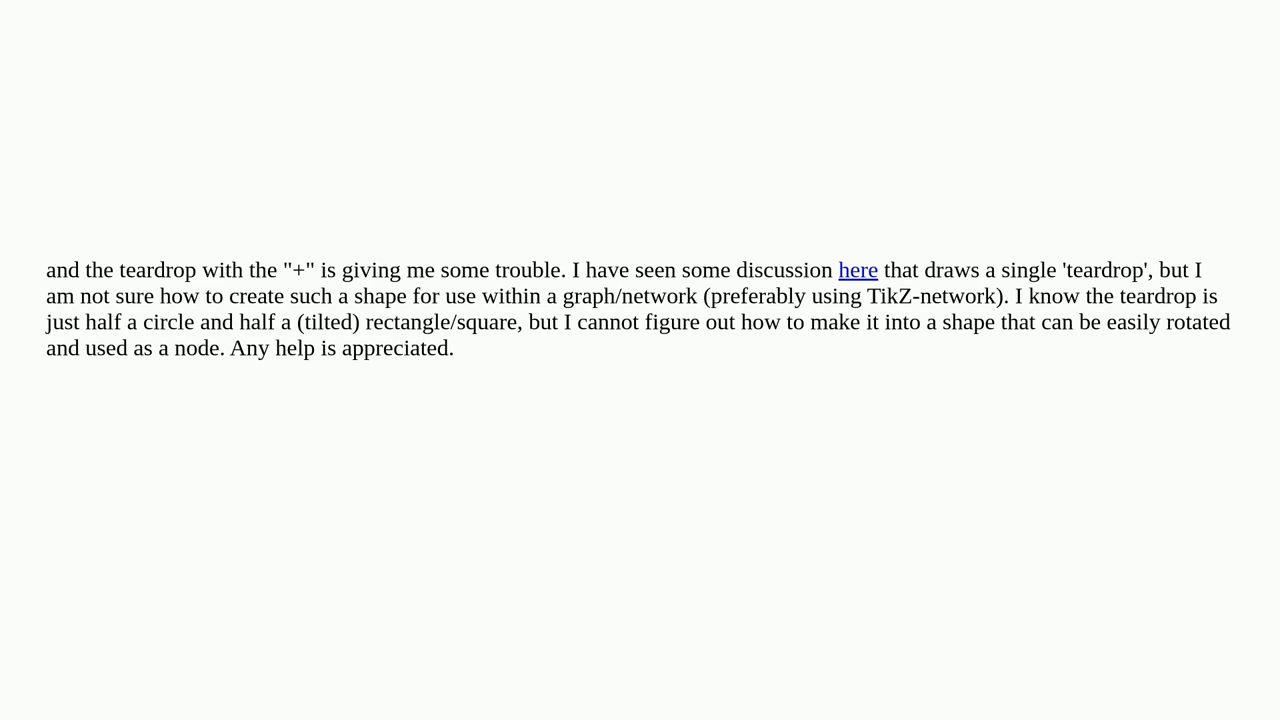 and the teardrop with the "+" is giving me some trouble. I have seen some discussion here that draws a single 'teardrop', but I
am not sure how to create such a shape for use within a graph/network (preferably using TikZ-network). I know the teardrop is
just half a circle and half a (tilted) rectangle/square, but I cannot figure out how to make it into a shape that can be easily rotated
and used as a node. Any help is appreciated.